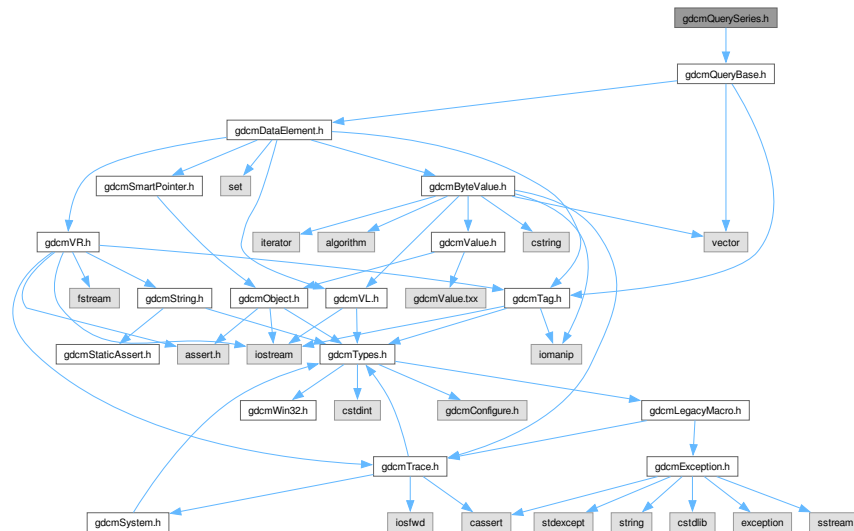 gdcmQuerySeries.h
gdcmQueryBase.h
gdcmDataElement.h
gdcmSmartPointer.h
set
gdcmByteValue.h
gdcmVR.h
iterator
algorithm
gdcmValue.h
cstring
vector
fstream
gdcmString.h
gdcmObject.h
gdcmVL.h
gdcmValue.txx
gdcmTag.h
gdcmStaticAssert.h
assert.h
iostream
gdcmTypes.h
iomanip
gdcmWin32.h
cstdint
gdcmConfigure.h
gdcmLegacyMacro.h
gdcmTrace.h
gdcmException.h
gdcmSystem.h
iosfwd
cassert
stdexcept
string
cstdlib
exception
sstream